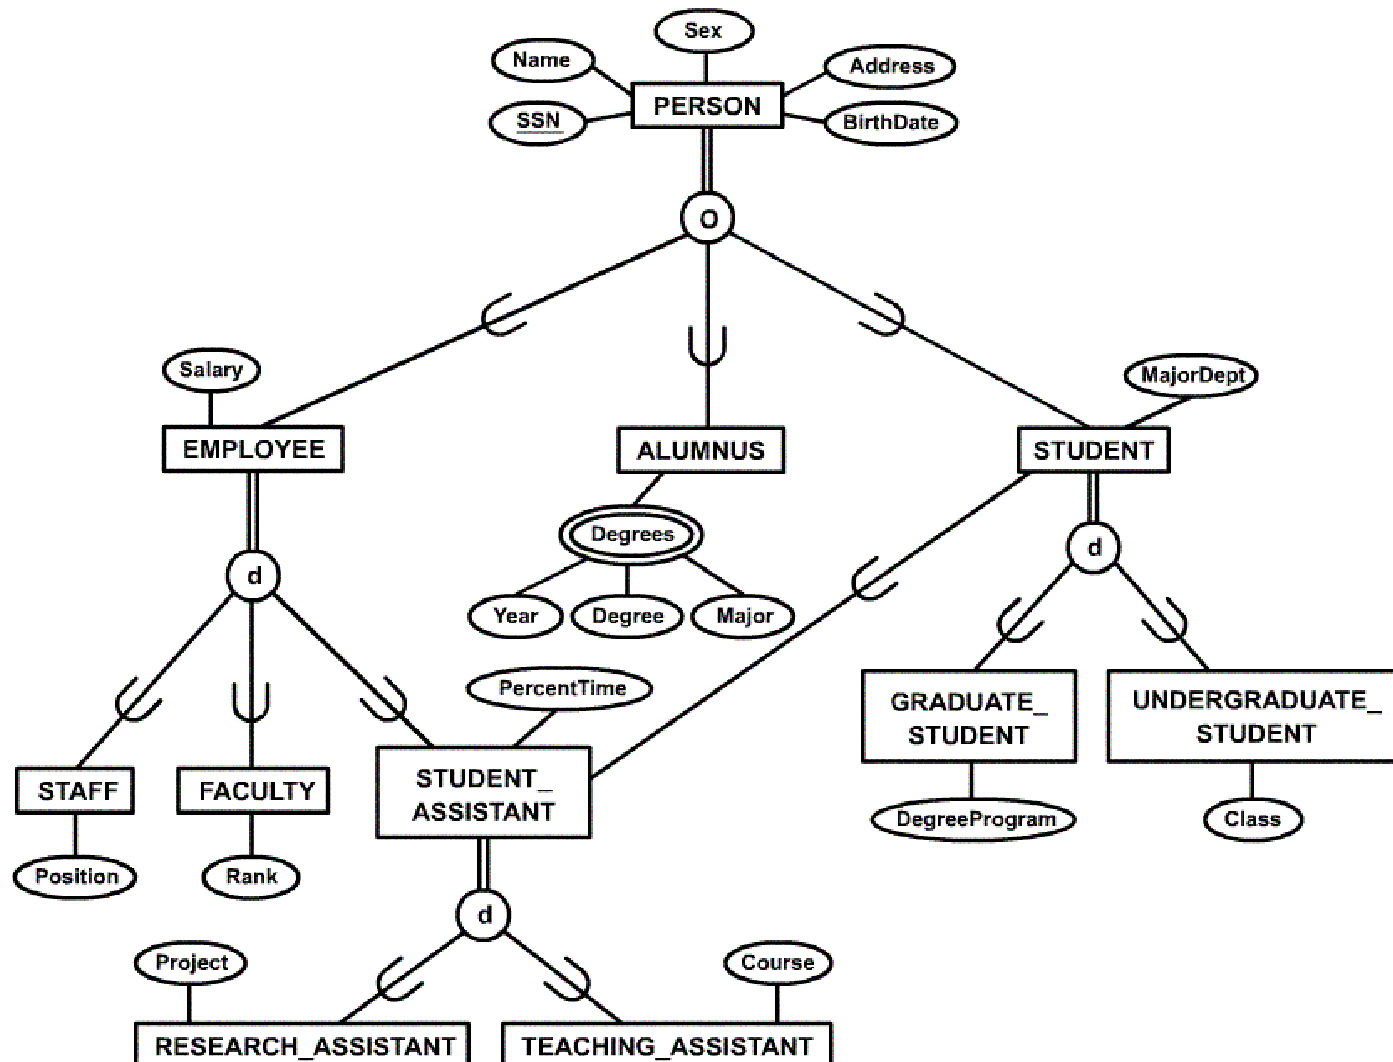 Sex
Name
Address
PERSON
SSN
BirthDate
O
Salary
MajorDept
EMPLOYEE
ALUMNUS
STUDENT
Degrees
d
d
Year
Degree
Major
PercentTime
GRADUATE_
STUDENT
UNDERGRADUATE_
STUDENT
STAFF
FACULTY
STUDENT_
ASSISTANT
DegreeProgram
Class
Position
Rank
d
Project
Course
RESEARCH_ASSISTANT
TEACHING_ASSISTANT